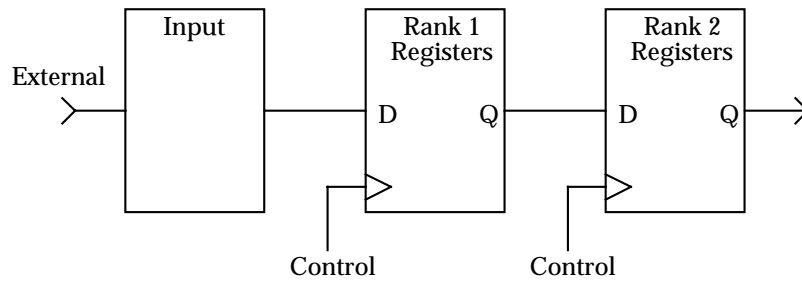 Input
Rank 1
Registers
Rank 2
Registers
External
D
Q
D
Q
Control
Control